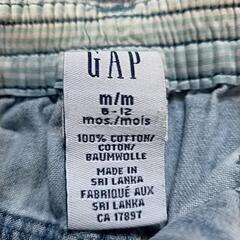 GAP
m/m
6-12
mos./mois
100% COTTON/
COTON/
BAUMWOLLE
MADE IN
SRI LANKA
FABRIQUÉ AUX
SRI LANKA
CA 17897